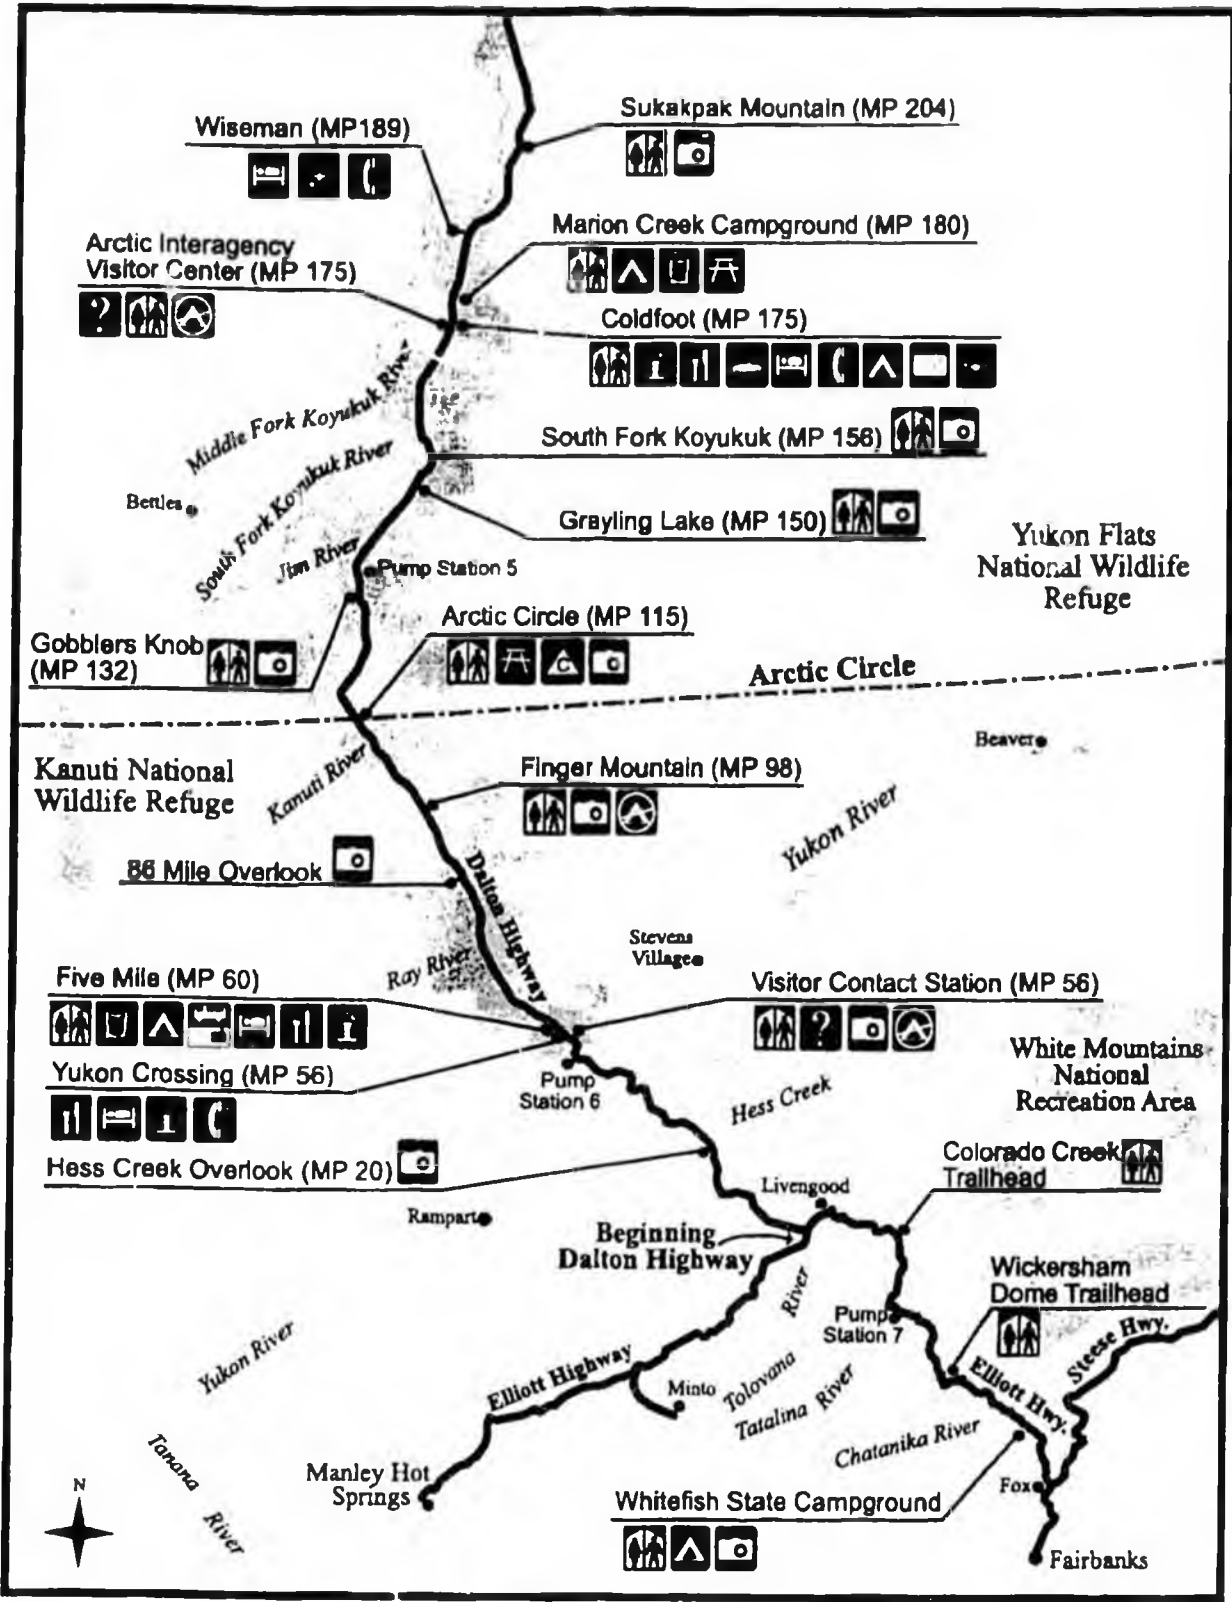 Sukakpak Mountain (MP 204)
Wiseman (MP189)
Marion Creek Campground (MP 180)
Arctic Interagency
Visitor Center (MP 175)
?
Coldfoot (MP 175)
Middle Fork Koyukuk River
South Fork Koyukuk (MP 156)
South Fork Koyukuk River
Bettles
Grayling Lake (MP 150)
Yukon Flats
National Wildlife
Refuge
Jim River
Pump Station 5
Arctic Circle (MP 115)
Gobblers Knob
(MP 132)
Arctic Circle
Beaver
Kanuti National
Wildlife Refuge
Kanuti River
Finger Mountain (MP 98)
Yukon River
86 Mile Overlook
Dalton Highway
Stevens
Village
Ray River
Five Mile (MP 60)
Visitor Contact Station (MP 56)
?
White Mountains
National
Recreation Area
Yukon Crossing (MP 56)
Pump
Station 6
Hess Creek
Hess Creek Overlook (MP 20)
Colorado Creek
Trailhead
Livengood
Rampart
Beginning
Dalton Highway
Wickersham
Dome Trailhead
River
Tolovana
Pump
Station 7
Steese Hwy.
Yukon River
Elliott Highway
Elliott Hwy.
Minto
Tatalina River
Chatanika River
Tanana
River
Manley Hot
Springs
N
Fox
Whitefish State Campground
Fairbanks